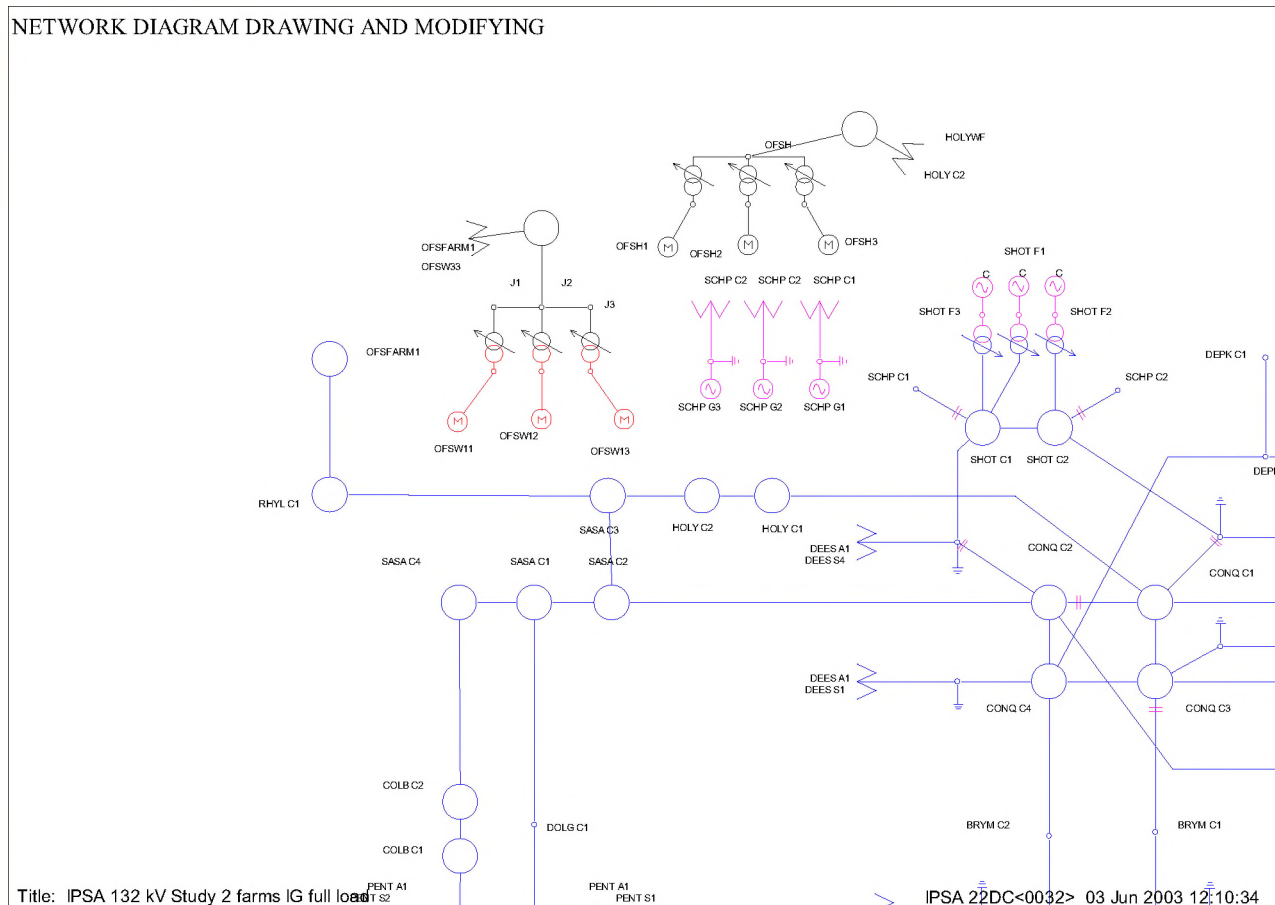 NETWORK DIAGRAM DRAWING AND MODIFYING
HOLYWF
OFSH
HOLY C2
OFSH1
OFSH2
OFSH3
M
M
M
OFSFARM1
OFSW33
SHOT F1
SCHP C2
SCHP C2
SCHP C1
C
C
C
J1
J2
J3
SHOT F3
SHOT F2
OFSFARM1
DEPK C1
SCHP C1
SCHP C2
SCHP G3
SCHP G2
SCHP G1
M
M
M
OFSW11
OFSW12
OFSW13
SHOT C1
SHOT C2
RHYL C1
SASA C3
HOLY C2
HOLY C1
DEES A1
DEES S4
CONQ C2
CONQ C1
SASA C4
SASA C1
SASA C2
DEES A1
DEES S1
CONQ C4
CONQ C3
COLB C2
DOLG C1
BRYM C2
BRYM C1
COLB C1
PENT A1
PENT A1
PENT S1
Title: IPSA 132 kV Study 2 farms IG full load
IPSA 22DC<0032> 03 Jun 2003 12:10:34